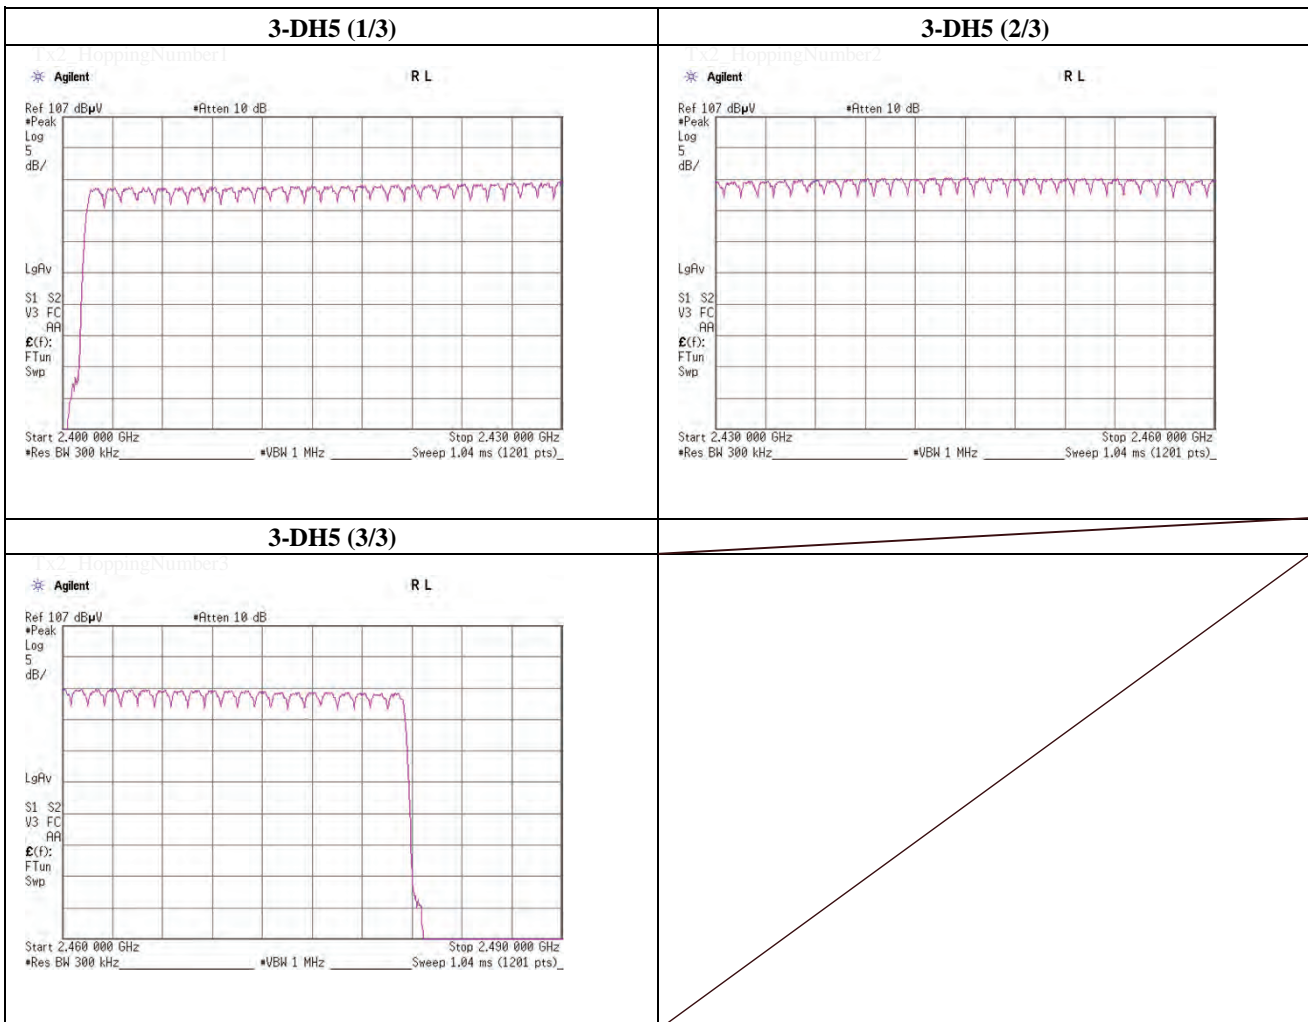 3-DH5 (1/3)
3-DH5 (2/3)
Tx2_HoppingNumber1
Agilent
R L
Ref 107 dBµV
*Atten 10 dB
*Peak
Log
5
dB/
LgAv
S1 S2
V3 FC
AA
£(f):
FTun
Swp
Start 2.400 000 GHz
Stop 2.430 000 GHz
*Res BW 300 kHz
*VBW 1 MHz
Sweep 1.04 ms (1201 pts)
Tx2_HoppingNumber2
Agilent
R L
Ref 107 dBµV
*Atten 10 dB
*Peak
Log
5
dB/
LgAv
S1 S2
V3 FC
AA
£(f):
FTun
Swp
Start 2.430 000 GHz
Stop 2.460 000 GHz
*Res BW 300 kHz
*VBW 1 MHz
Sweep 1.04 ms (1201 pts)
3-DH5 (3/3)
Tx2_HoppingNumber3
Agilent
R L
Ref 107 dBµV
*Atten 10 dB
*Peak
Log
5
dB/
LgAv
S1 S2
V3 FC
AA
£(f):
FTun
Swp
Start 2.460 000 GHz
Stop 2.490 000 GHz
*Res BW 300 kHz
*VBW 1 MHz
Sweep 1.04 ms (1201 pts)